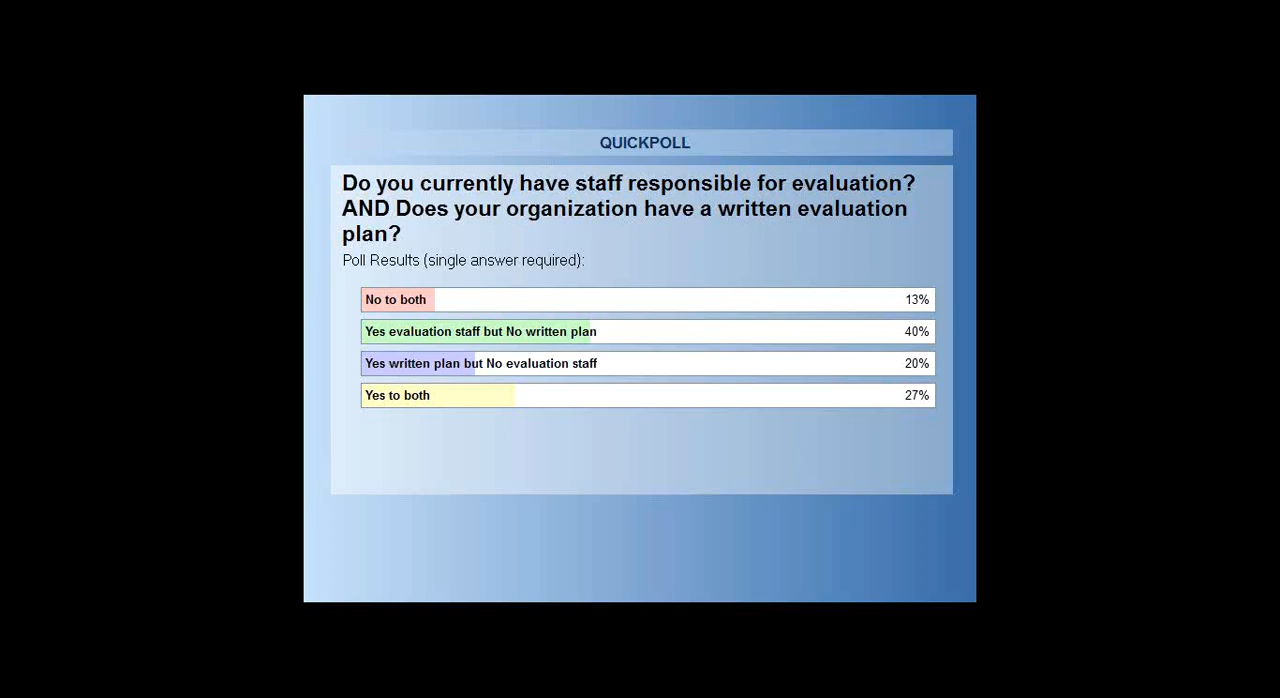 QUICKPOLL
Do you currently have staff responsible for evaluation?
AND Does your organization have a written evaluation
plan?
Poll Results (single answer required):
No to both 13%
Yes evaluation staff but No written plan 40%
Yes written plan but No evaluation staff 20%
Yes to both 27%